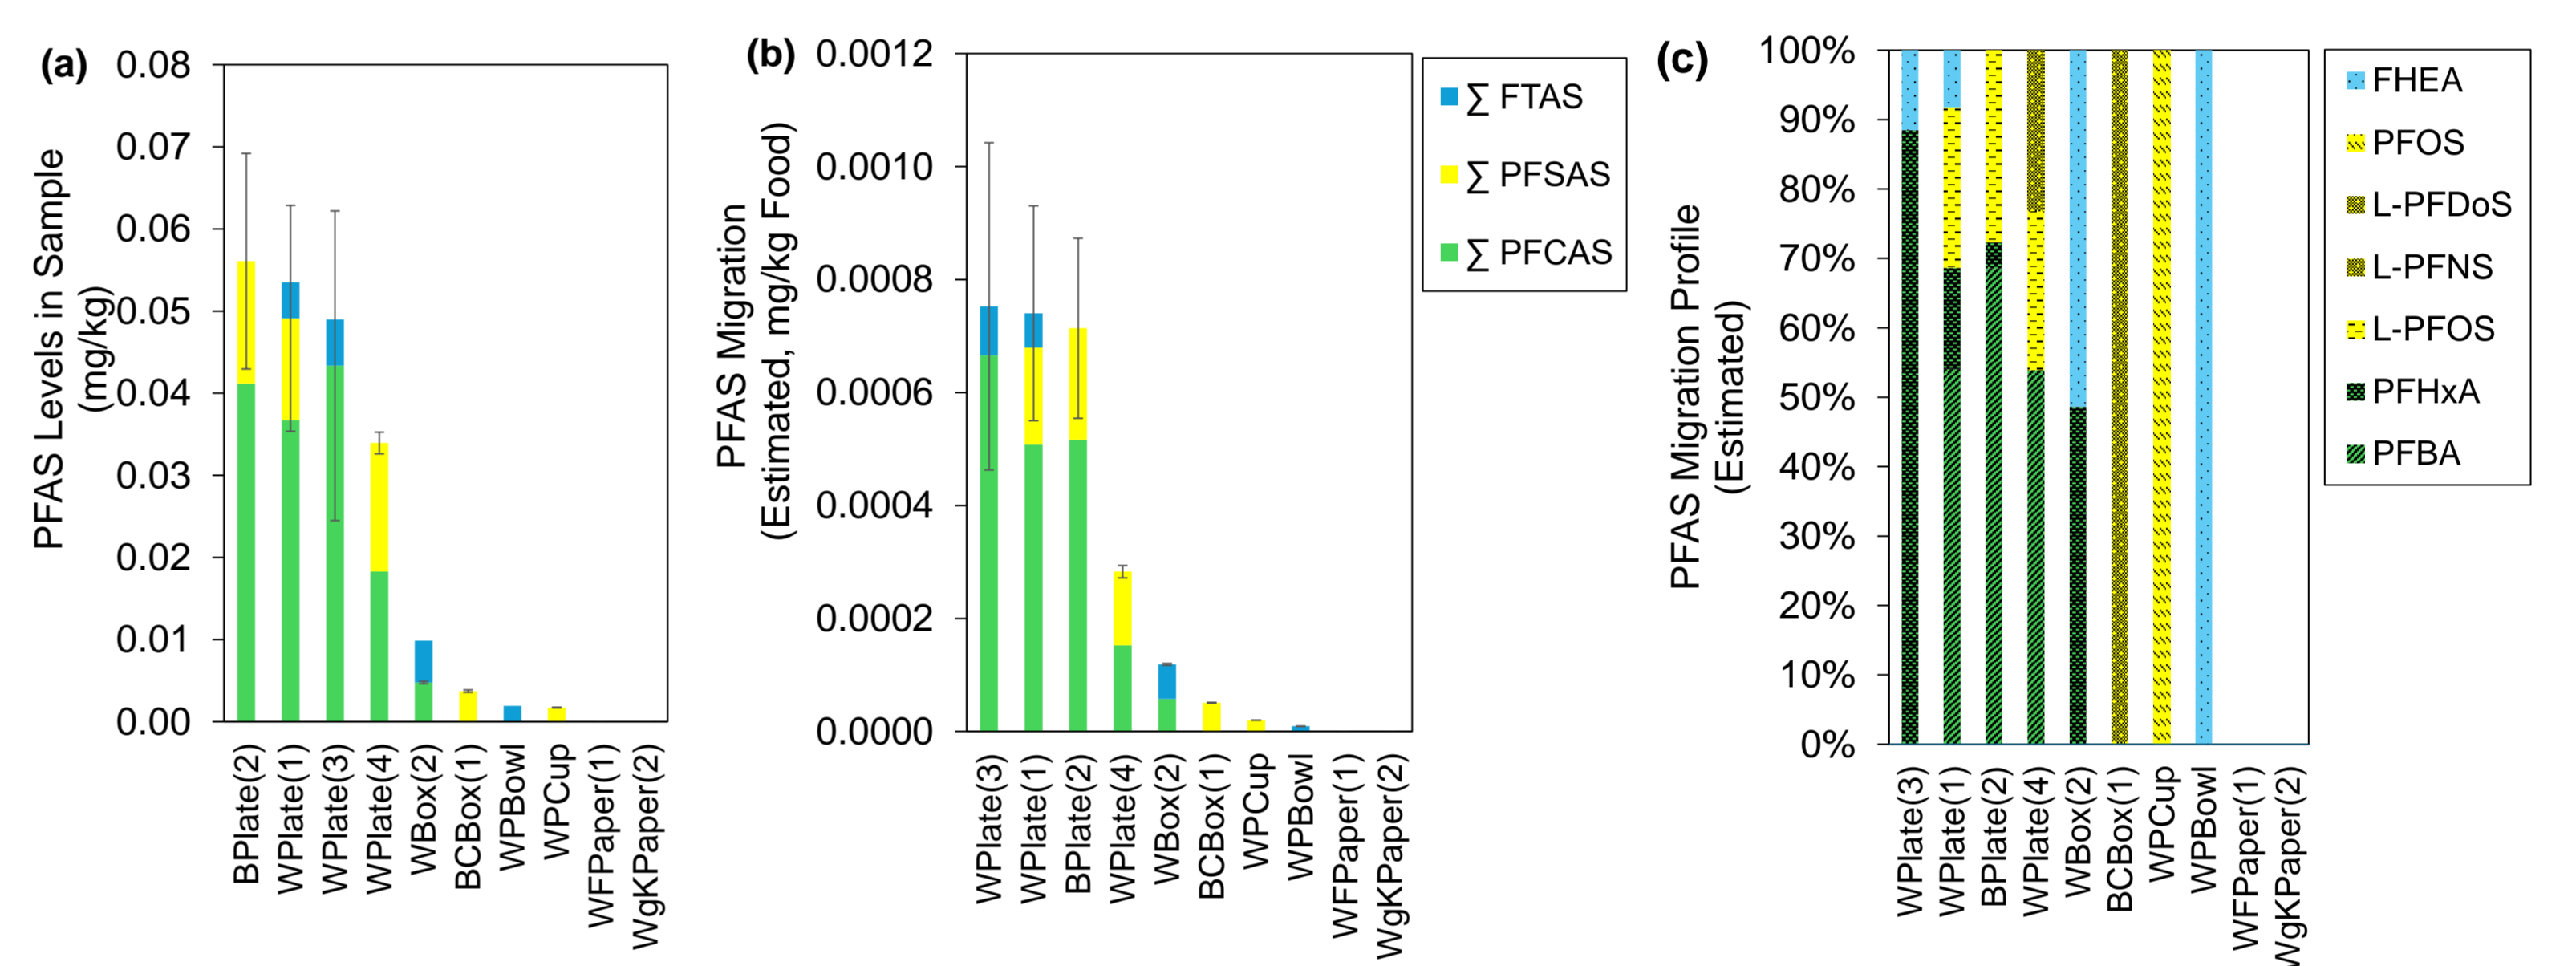 (a)
PFAS Levels in Sample
(mg/kg)
0.08
0.07
0.06
0.05
0.04
0.03
0.02
0.01
0.00
BPlate(2)
WPlate(1)
WPlate(3)
WPlate(4)
WBox(2)
BCBox(1)
WPBowl
WPCup
WFPaper(1)
WgKPaper(2)
(b)
PFAS Migration
(Estimated, mg/kg Food)
0.0012
0.0010
0.0008
0.0006
0.0004
0.0002
0.0000
WPlate(3)
WPlate(1)
BPlate(2)
WPlate(4)
WBox(2)
BCBox(1)
WPCup
WPBowl
WFPaper(1)
WgKPaper(2)
∑ FTAS
∑ PFSAS
∑ PFCAS
(c)
PFAS Migration Profile
(Estimated)
100%
90%
80%
70%
60%
50%
40%
30%
20%
10%
0%
WPlate(3)
WPlate(1)
BPlate(2)
WPlate(4)
WBox(2)
BCBox(1)
WPCup
WPBowl
WFPaper(1)
WgKPaper(2)
FHEA
PFOS
L-PFDoS
L-PFNS
L-PFOS
PFHxA
PFBA